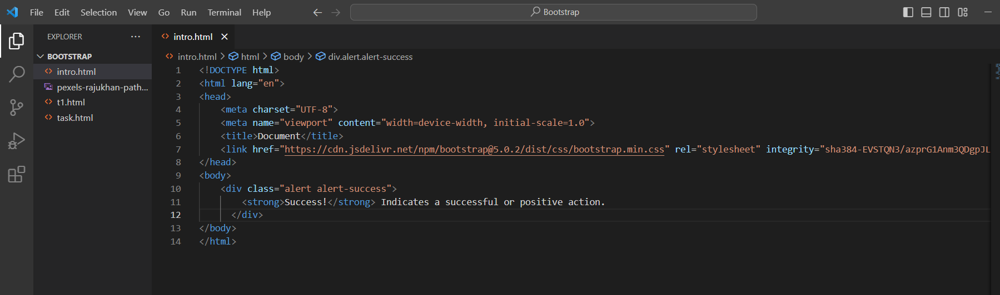 File Edit Selection View Go Run Terminal Help Bootstrap
EXPLORER ···
intro.html
BOOTSTRAP
intro.html
pexels-rajukhan-path...
t1.html
task.html
intro.html > html > body > div.alert.alert-success
1 <!DOCTYPE html>
2 <html lang="en">
3 <head>
4 <meta charset="UTF-8">
5 <meta name="viewport" content="width=device-width, initial-scale=1.0">
6 <title>Document</title>
7 <link href="https://cdn.jsdelivr.net/npm/bootstrap@5.0.2/dist/css/bootstrap.min.css" rel="stylesheet" integrity="sha384-EVSTQN3/azprG1Anm3QDgpJL
8 </head>
9 <body>
10 <div class="alert alert-success">
11 <strong>Success!</strong> Indicates a successful or positive action.
12 </div>
13 </body>
14 </html>